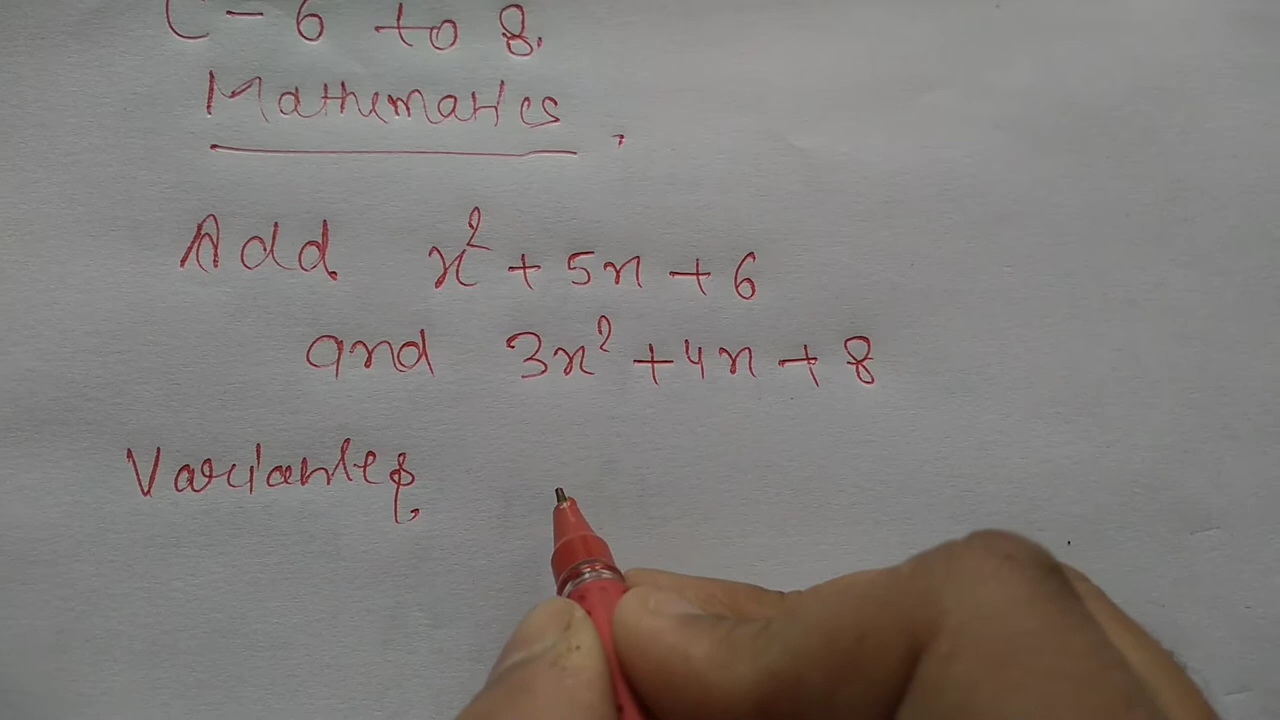 C - 6 to 8.
Mathematics .
Add x² + 5x + 6
and 3x² + 4x + 8
Variables,